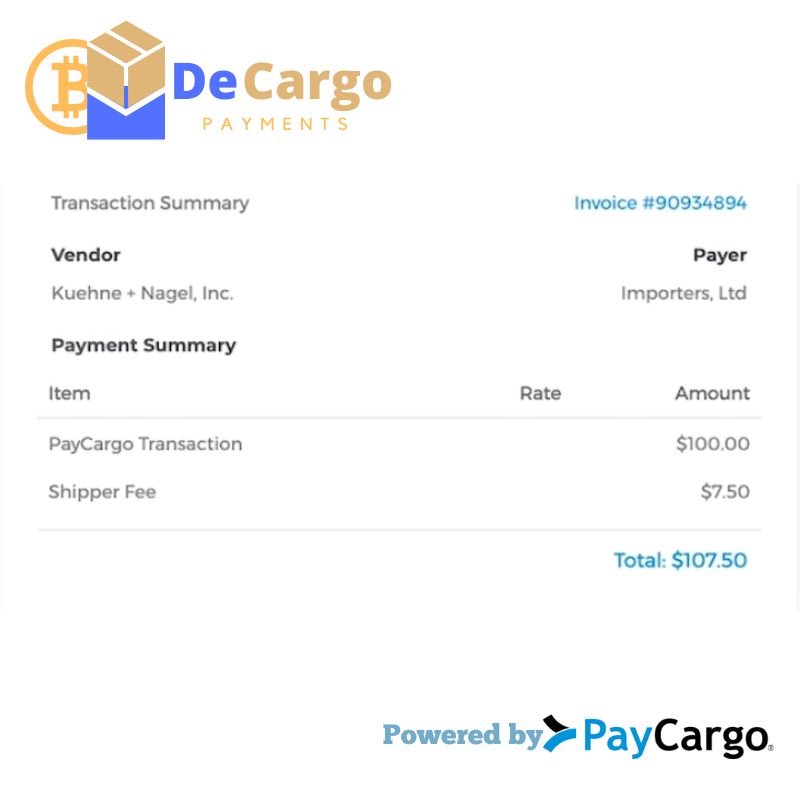 DeCargo
PAYMENTS
Transaction Summary Invoice #90934894
Vendor Payer
Kuehne + Nagel, Inc. Importers, Ltd
Payment Summary
Item Rate Amount
PayCargo Transaction $100.00
Shipper Fee $7.50
Total: $107.50
Powered by PayCargo®